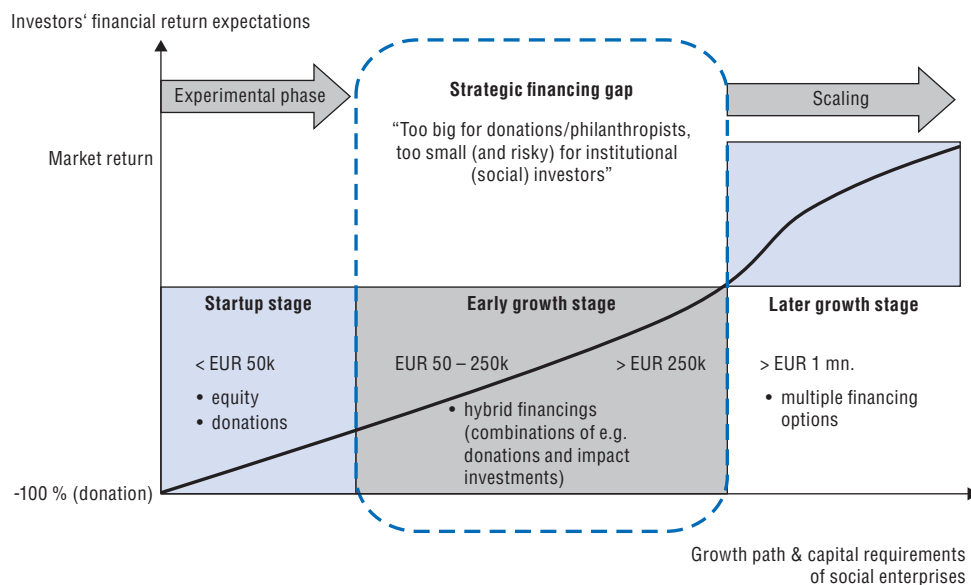 Investors‘ financial return expectations
Experimental phase
Strategic financing gap
“Too big for donations/philanthropists,
too small (and risky) for institutional
(social) investors”
Scaling
Market return
Startup stage
< EUR 50k
• equity
• donations
Early growth stage
EUR 50 – 250k
> EUR 250k
• hybrid financings
(combinations of e.g.
donations and impact
investments)
Later growth stage
> EUR 1 mn.
• multiple financing
options
-100 % (donation)
Growth path & capital requirements
of social enterprises